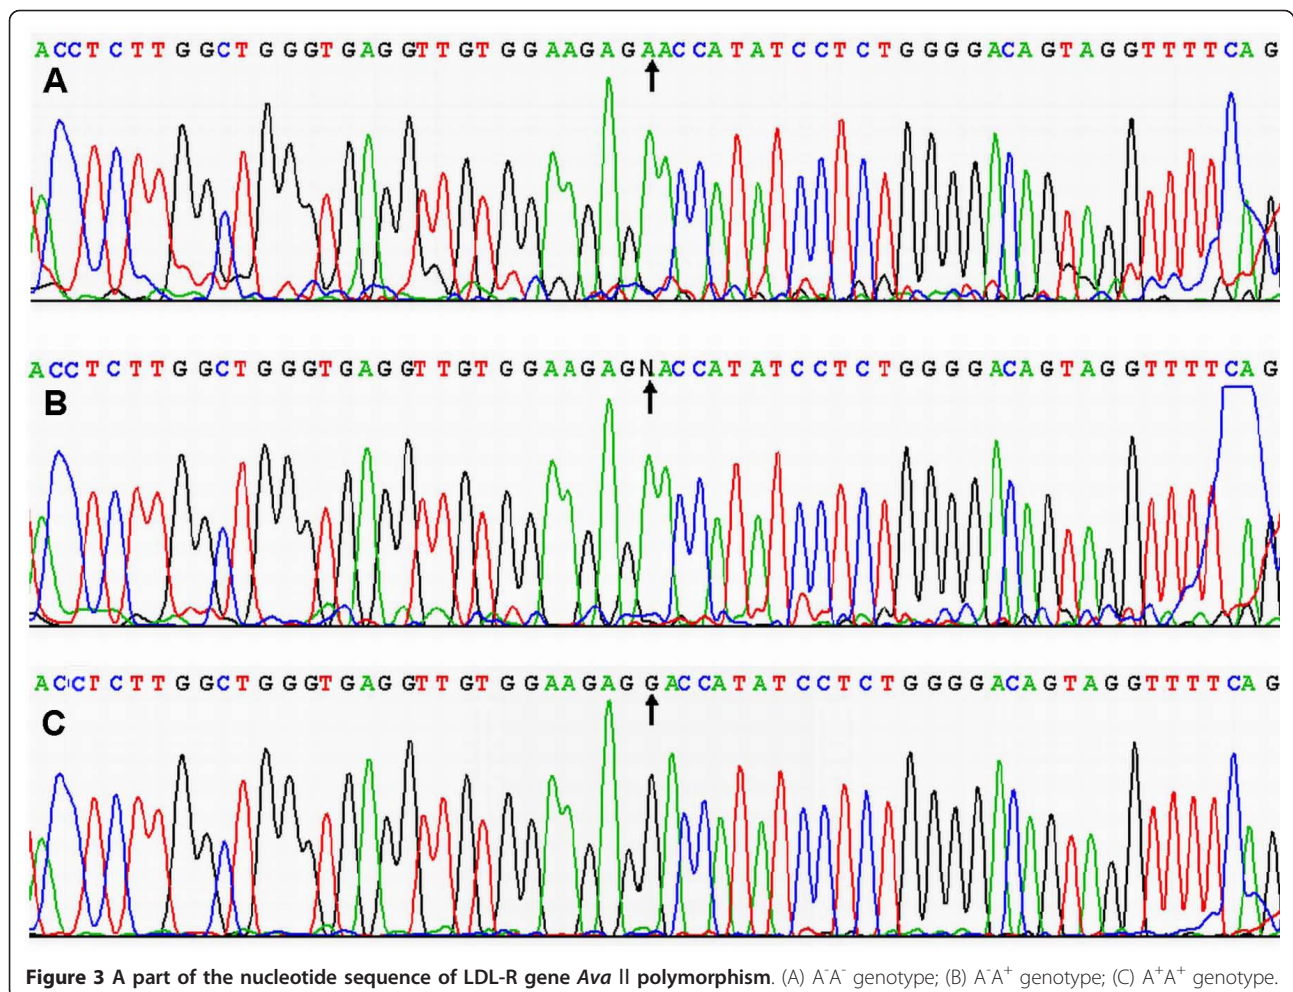 ACCTCTTGGCTGGGTGAGGTTGTGGAAGAGAACCATATCCTCTGGGGACAGTAGGTTTTCAG
A
ACCTCTTGGCTGGGTGAGGTTGTGGAAGAGNACCATATCCTCTGGGGACAGTAGGTTTTCAG
B
ACCTCTTGGCTGGGTGAGGTTGTGGAAGAGGACCATATCCTCTGGGGACAGTAGGTTTTCAG
C
Figure 3 A part of the nucleotide sequence of LDL-R gene Ava II polymorphism. (A) A⁻A⁻ genotype; (B) A⁻A⁺ genotype; (C) A⁺A⁺ genotype.